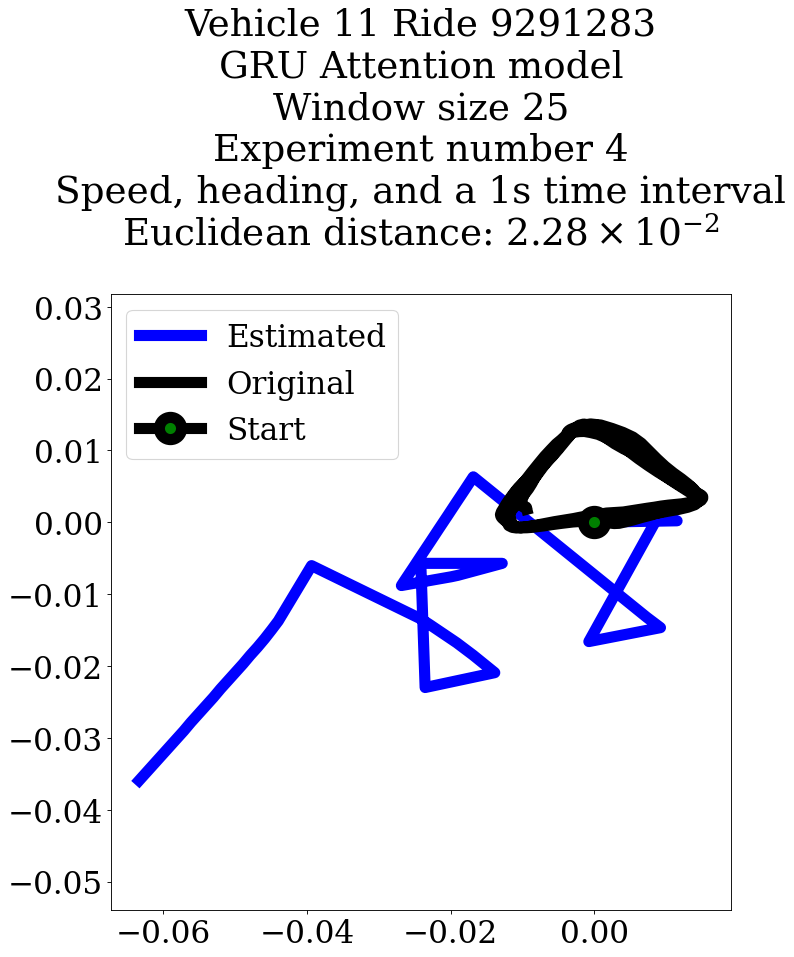 Vehicle 11 Ride 9291283
GRU Attention model
Window size 25
Experiment number 4
Speed, heading, and a 1s time interval
Euclidean distance: 2.28 × 10⁻²
Estimated
Original
Start
0.03
0.02
0.01
0.00
−0.01
−0.02
−0.03
−0.04
−0.05
−0.06 −0.04 −0.02 0.00